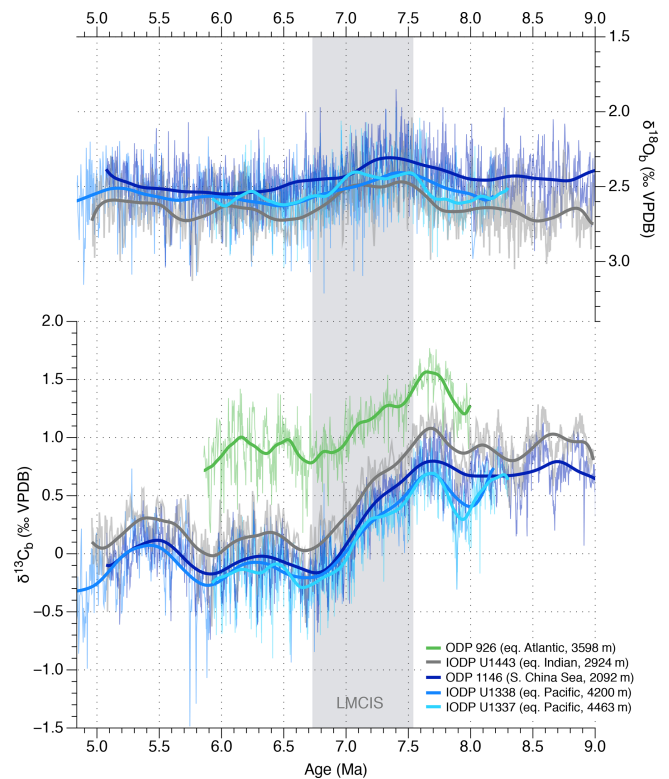 5.0 5.5 6.0 6.5 7.0 7.5 8.0 8.5 9.0
1.5
2.0
2.5
3.0
δ18Ob (‰ VPDB)
2.0
1.5
1.0
0.5
0
−0.5
−1.0
−1.5
δ13Cb (‰ VPDB)
ODP 926 (eq. Atlantic, 3598 m)
IODP U1443 (eq. Indian, 2924 m)
ODP 1146 (S. China Sea, 2092 m)
IODP U1338 (eq. Pacific, 4200 m)
IODP U1337 (eq. Pacific, 4463 m)
LMCIS
5.0 5.5 6.0 6.5 7.0 7.5 8.0 8.5 9.0
Age (Ma)